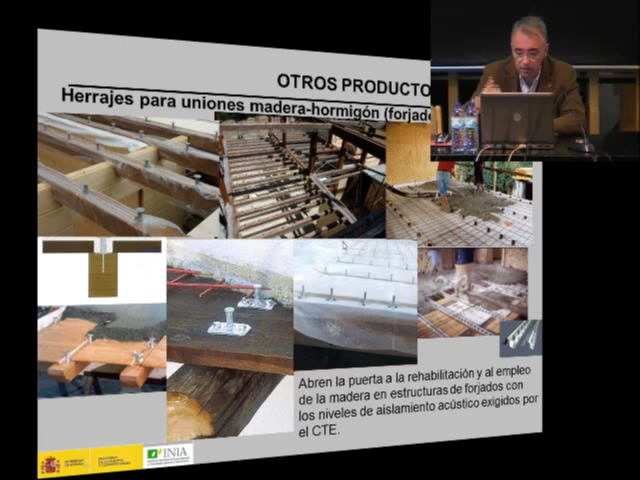 OTROS PRODUCTO
Herrajes para uniones madera-hormigón (forjad
Abren la puerta a la rehabilitación y al empleo
de la madera en estructuras de forjados con
los niveles de aislamiento acústico exigidos por
el CTE.
INIA